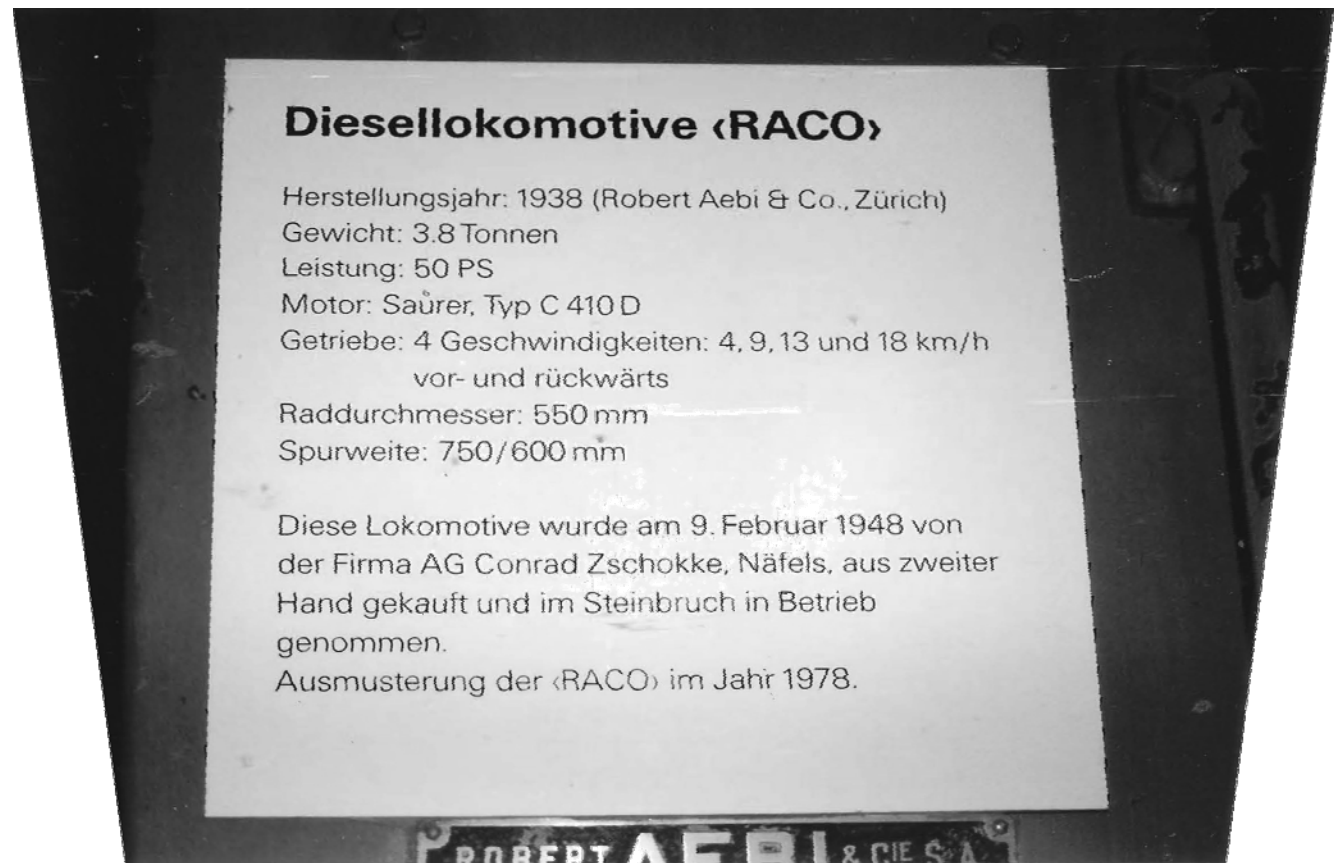 Diesellokomotive ‹RACO›
Herstellungsjahr: 1938 (Robert Aebi & Co., Zürich)
Gewicht: 3.8 Tonnen
Leistung: 50 PS
Motor: Saurer, Typ C 410 D
Getriebe: 4 Geschwindigkeiten: 4, 9, 13 und 18 km/h
vor- und rückwärts
Raddurchmesser: 550 mm
Spurweite: 750/600 mm
Diese Lokomotive wurde am 9. Februar 1948 von
der Firma AG Conrad Zschokke, Näfels, aus zweiter
Hand gekauft und im Steinbruch in Betrieb
genommen.
Ausmusterung der ‹RACO› im Jahr 1978.
ROBERT AEBI & CIE S.A.